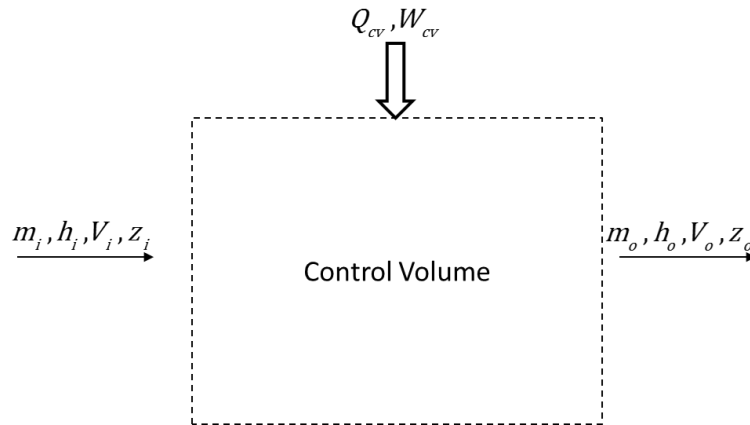 Q_cv, W_cv
m_i, h_i, V_i, z_i
m_o, h_o, V_o, z_o
Control Volume